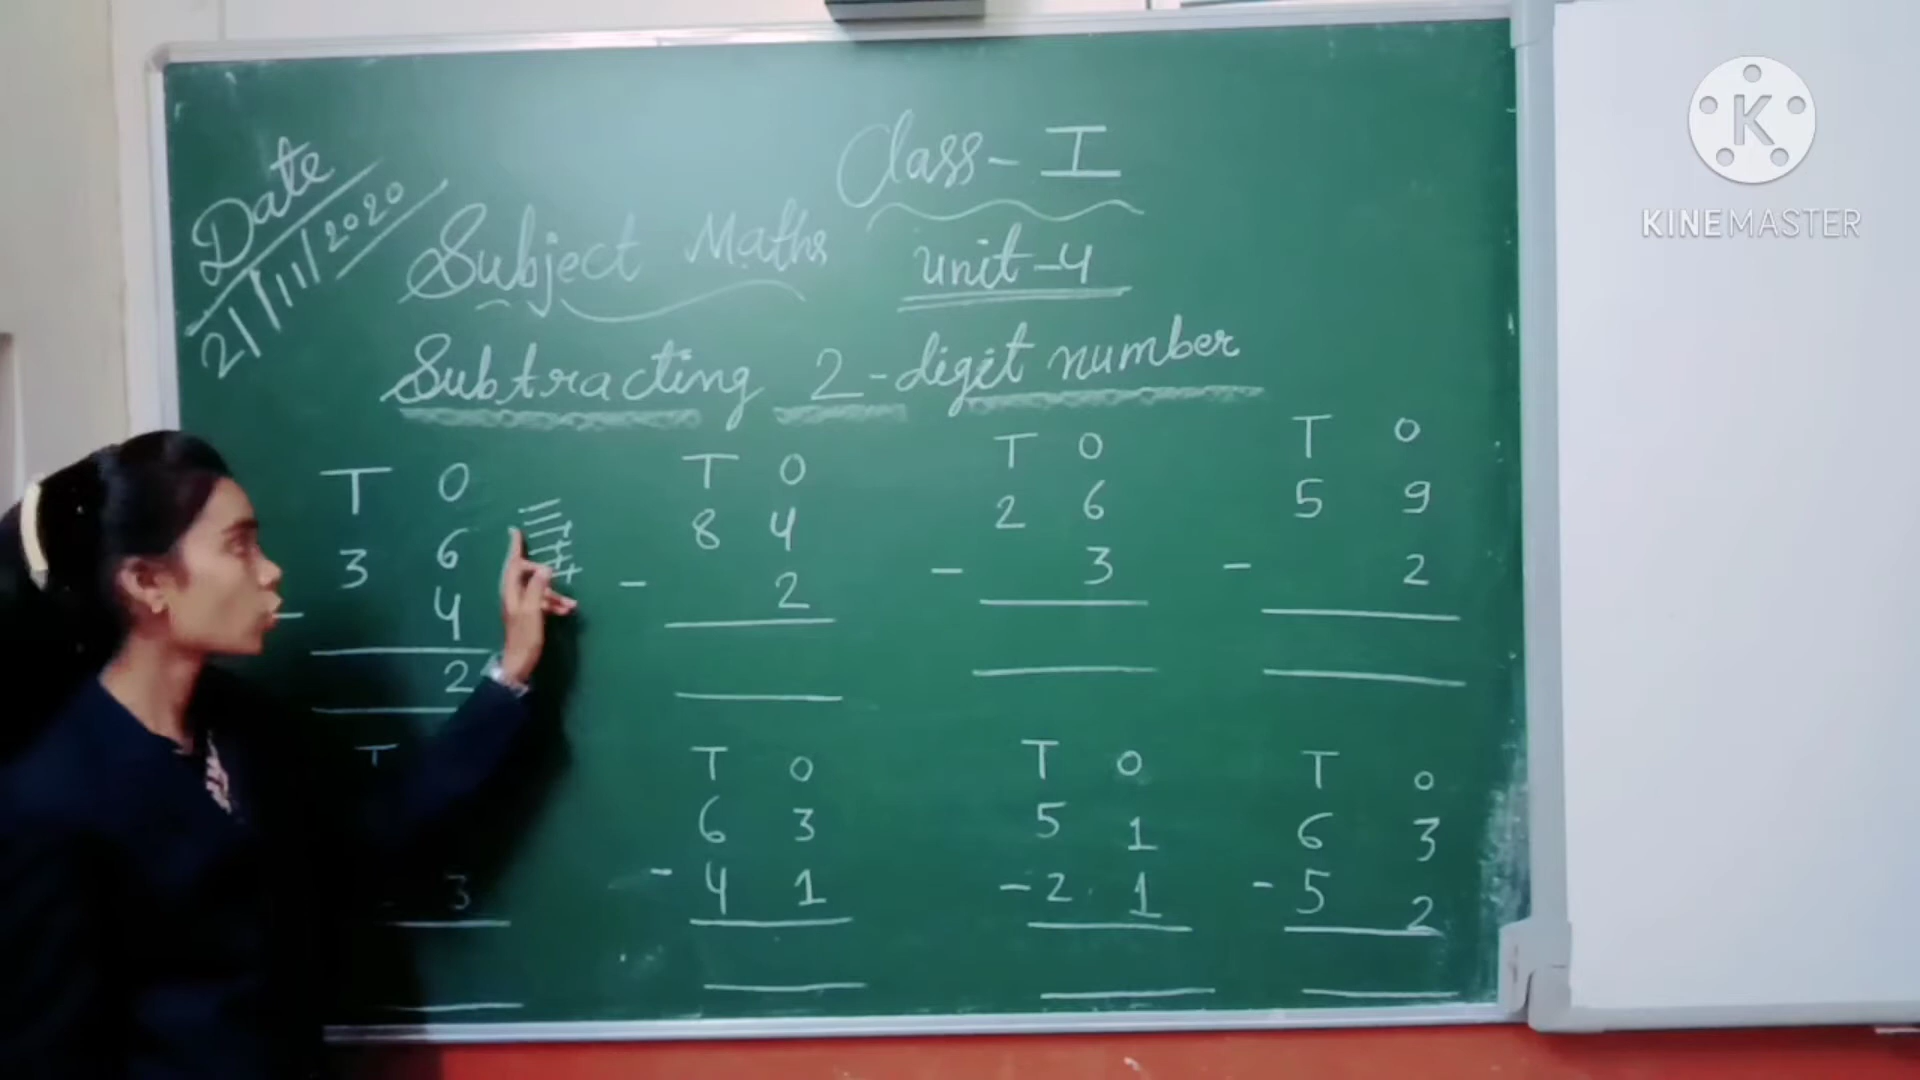 Date
21/11/2020
Class - I
Subject Maths
unit - 4
Subtracting 2-digit number
T O
3 6
- 4
2
T O
8 4
- 2
T O
2 6
- 3
T O
5 9
- 2
T
- 3
T O
6 3
- 4 1
T O
5 1
- 2 1
T O
6 3
- 5 2
K
KINEMASTER